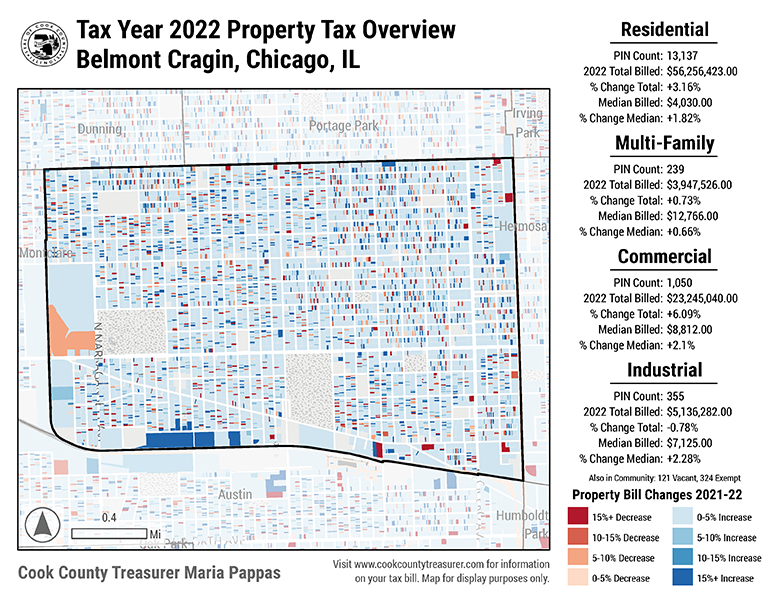 Tax Year 2022 Property Tax Overview
Belmont Cragin, Chicago, IL
Dunning
Portage Park
Irving
Park
Hermosa
Montclare
Austin
Humboldt
Park
Oak Park
0.4
Mi
Cook County Treasurer Maria Pappas
Visit www.cookcountytreasurer.com for information
on your tax bill. Map for display purposes only.
Residential
PIN Count: 13,137
2022 Total Billed: $56,256,423.00
% Change Total: +3.16%
Median Billed: $4,030.00
% Change Median: +1.82%
Multi-Family
PIN Count: 239
2022 Total Billed: $3,947,526.00
% Change Total: +0.73%
Median Billed: $12,766.00
% Change Median: +0.66%
Commercial
PIN Count: 1,050
2022 Total Billed: $23,245,040.00
% Change Total: +6.09%
Median Billed: $8,812.00
% Change Median: +2.1%
Industrial
PIN Count: 355
2022 Total Billed: $5,136,282.00
% Change Total: -0.78%
Median Billed: $7,125.00
% Change Median: +2.28%
Also in Community: 121 Vacant, 324 Exempt
Property Bill Changes 2021-22
15%+ Decrease
0-5% Increase
10-15% Decrease
5-10% Increase
5-10% Decrease
10-15% Increase
0-5% Decrease
15%+ Increase